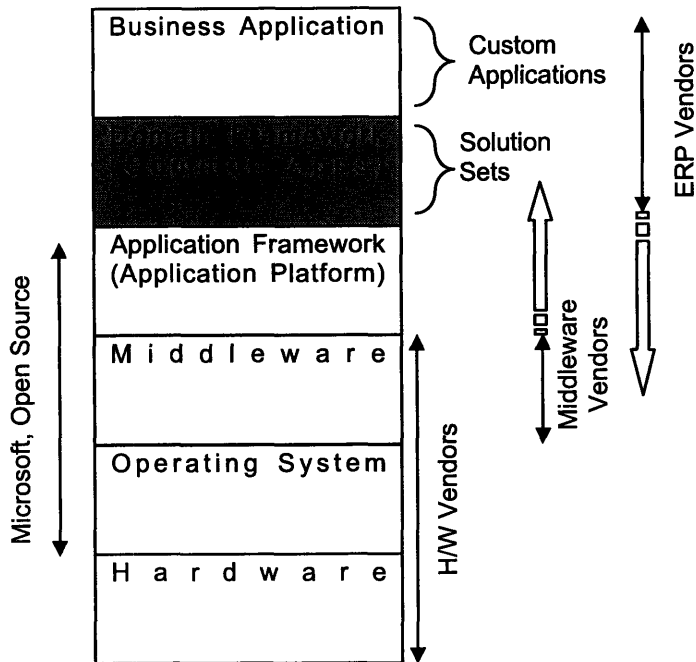 Business Application
Custom
Applications
Solution
Sets
ERP Vendors
Application Framework
(Application Platform)
Microsoft, Open Source
Middleware
Middleware
Vendors
Operating System
H/W Vendors
Hardware